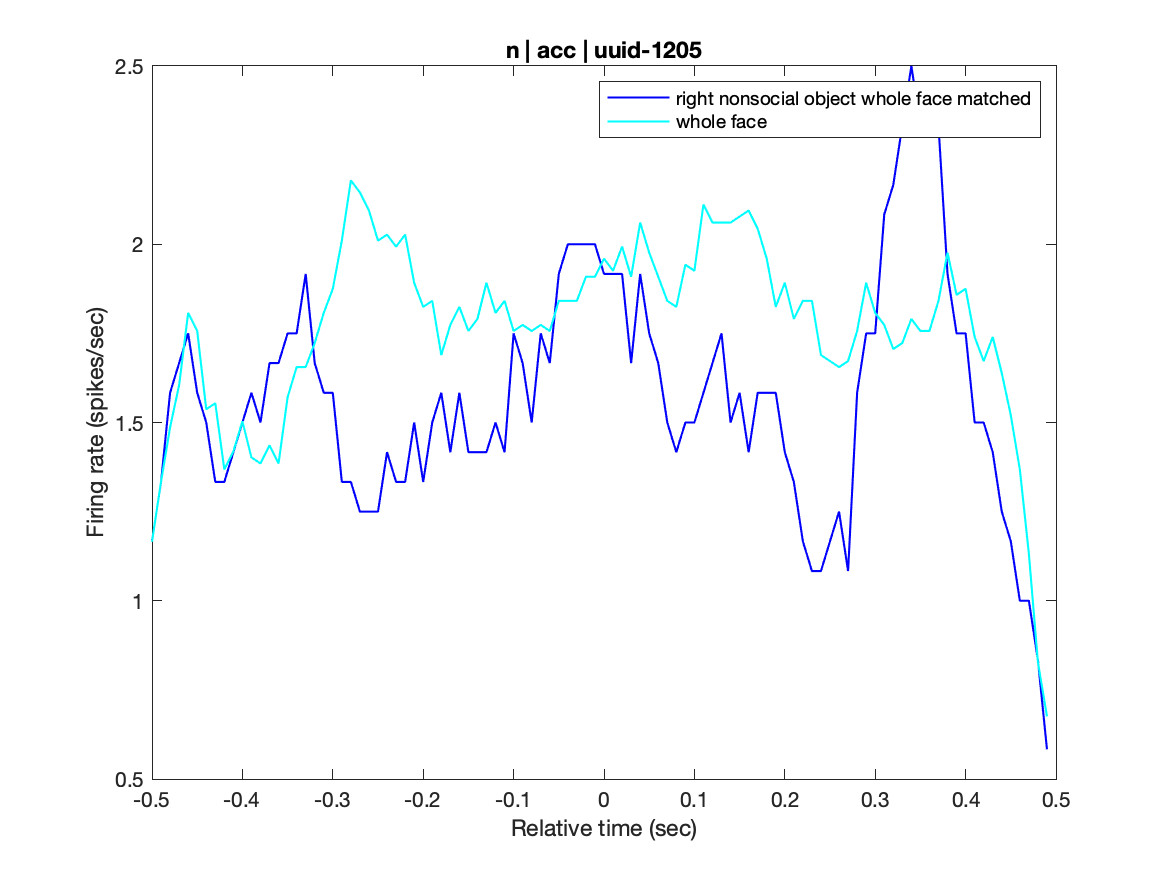 n | acc | uuid-1205
right nonsocial object whole face matched
whole face
Firing rate (spikes/sec)
2.5
2
1.5
1
0.5
-0.5 -0.4 -0.3 -0.2 -0.1 0 0.1 0.2 0.3 0.4 0.5
Relative time (sec)